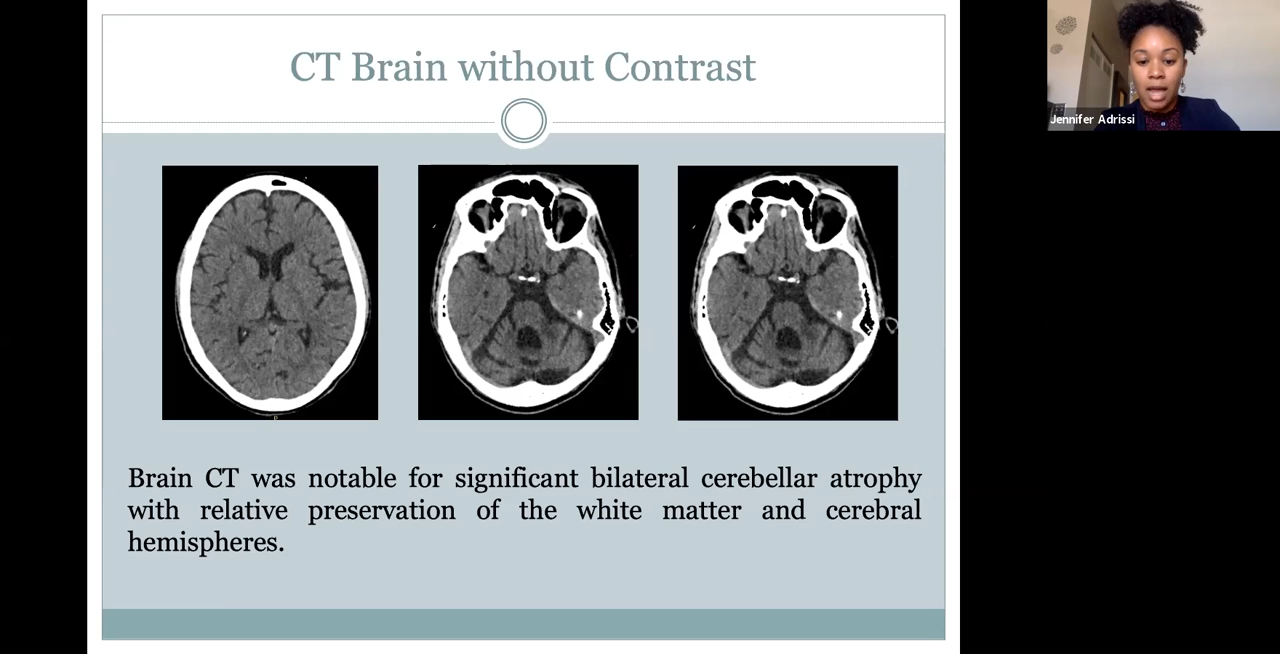 CT Brain without Contrast
Jennifer Adrissi
Brain CT was notable for significant bilateral cerebellar atrophy
with relative preservation of the white matter and cerebral
hemispheres.